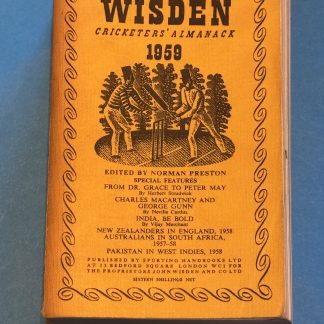 WISDEN
CRICKETERS' ALMANACK
1959
EDITED BY NORMAN PRESTON
SPECIAL FEATURES
FROM DR. GRACE TO PETER MAY
By Herbert Strudwick
CHARLES MACARTNEY AND
GEORGE GUNN
By Neville Cardus
INDIA, BE BOLD
By Vijay Merchant
NEW ZEALANDERS IN ENGLAND, 1958
AUSTRALIANS IN SOUTH AFRICA,
1957-58
PAKISTAN IN WEST INDIES, 1958
PUBLISHED BY SPORTING HANDBOOKS LTD
AT 13 BEDFORD SQUARE LONDON WC1 FOR
THE PROPRIETORS JOHN WISDEN AND CO LTD
SIXTEEN SHILLINGS NET